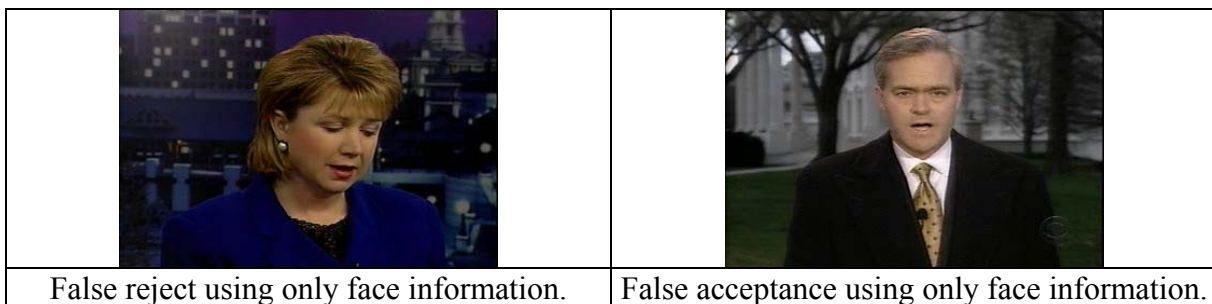 False reject using only face information.
False acceptance using only face information.